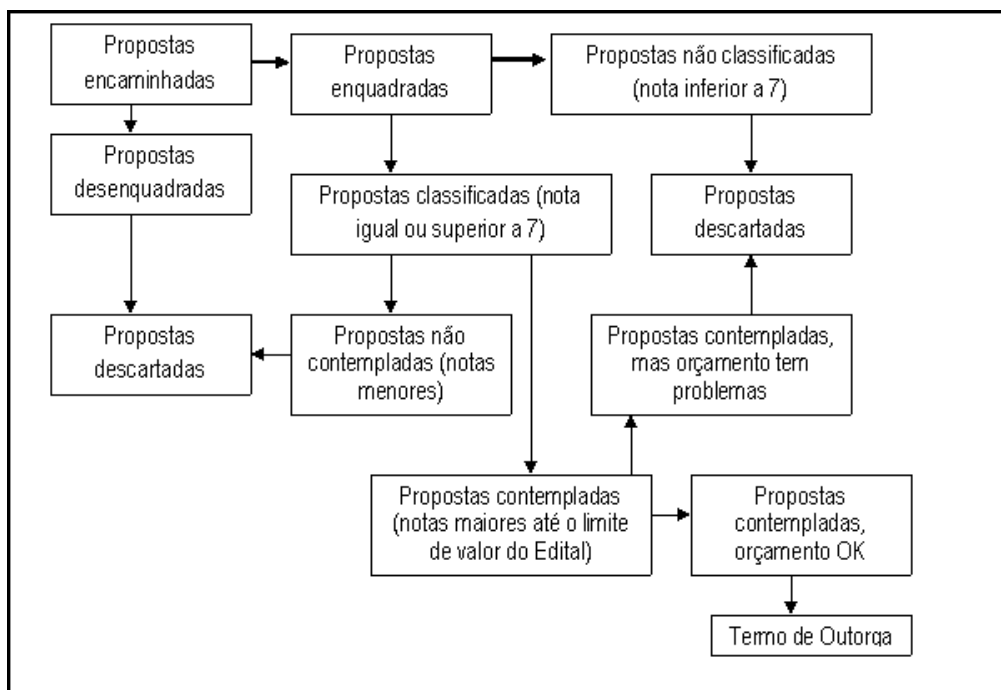 Propostas
encaminhadas
Propostas
enquadradas
Propostas não classificadas
(nota inferior a 7)
Propostas
desenquadradas
Propostas classificadas (nota
igual ou superior a 7)
Propostas
descartadas
Propostas
descartadas
Propostas não
contempladas (notas
menores)
Propostas contempladas,
mas orçamento tem
problemas
Propostas contempladas
(notas maiores até o limite
de valor do Edital)
Propostas
contempladas,
orçamento OK
Termo de Outorga